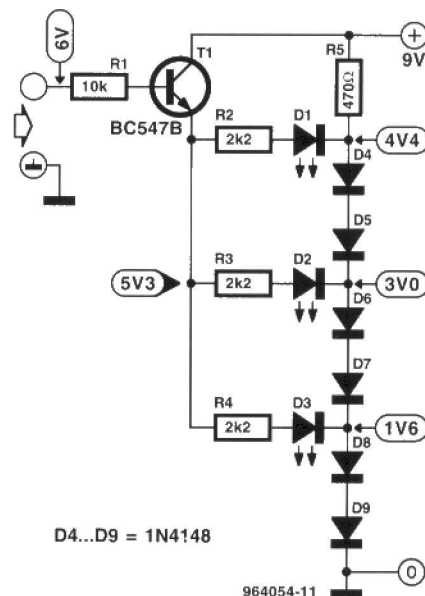 6V
T1
R5
+
9V
R1
10k
470Ω
BC547B
R2
2k2
D1
4V4
D4
D5
5V3
R3
2k2
D2
3V0
D6
D7
R4
2k2
D3
1V6
D8
D9
D4...D9 = 1N4148
0
964054-11